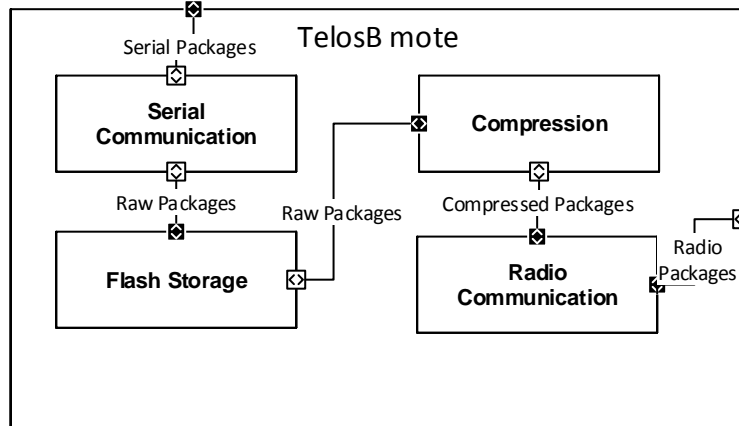 TelosB mote
Serial Packages
Serial
Communication
Compression
Raw Packages
Raw Packages
Compressed Packages
Flash Storage
Radio
Communication
Radio
Packages